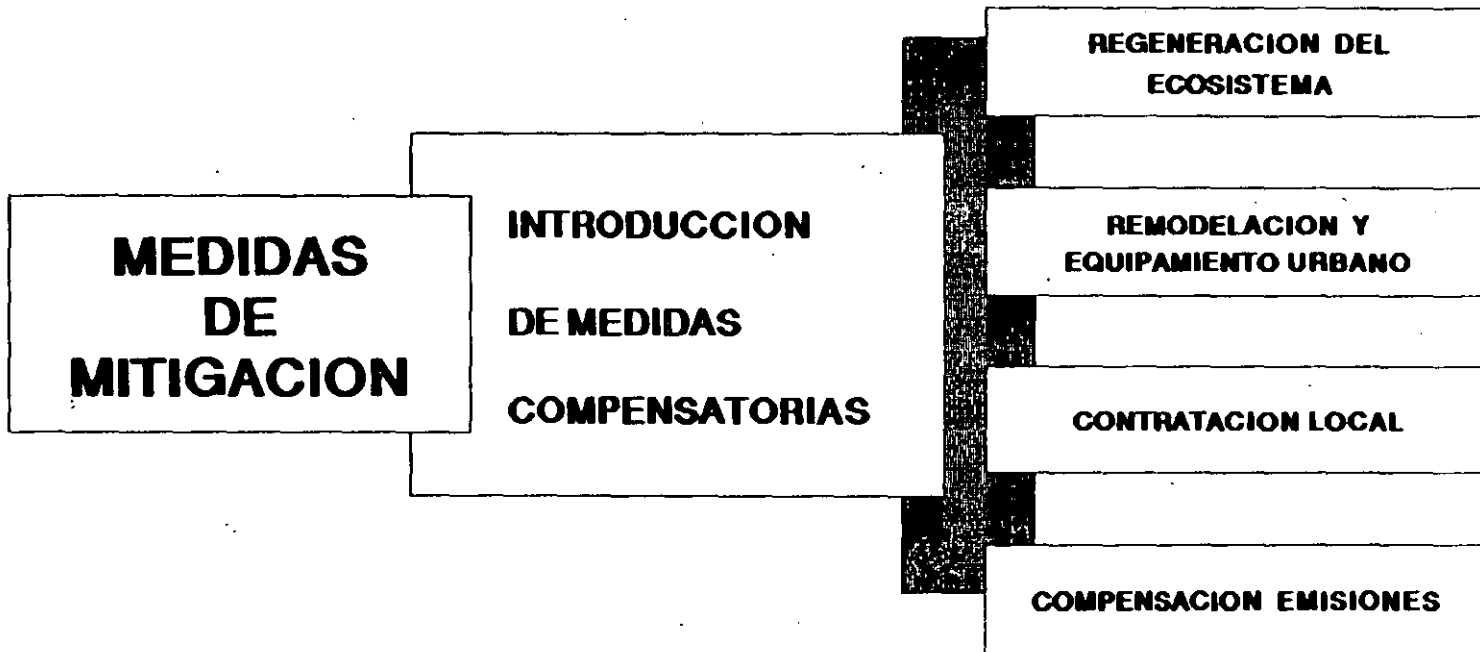 MEDIDAS
DE
MITIGACION
INTRODUCCION
DE MEDIDAS
COMPENSATORIAS
REGENERACION DEL
ECOSISTEMA
REMODELACION Y
EQUIPAMIENTO URBANO
CONTRATACION LOCAL
COMPENSACION EMISIONES